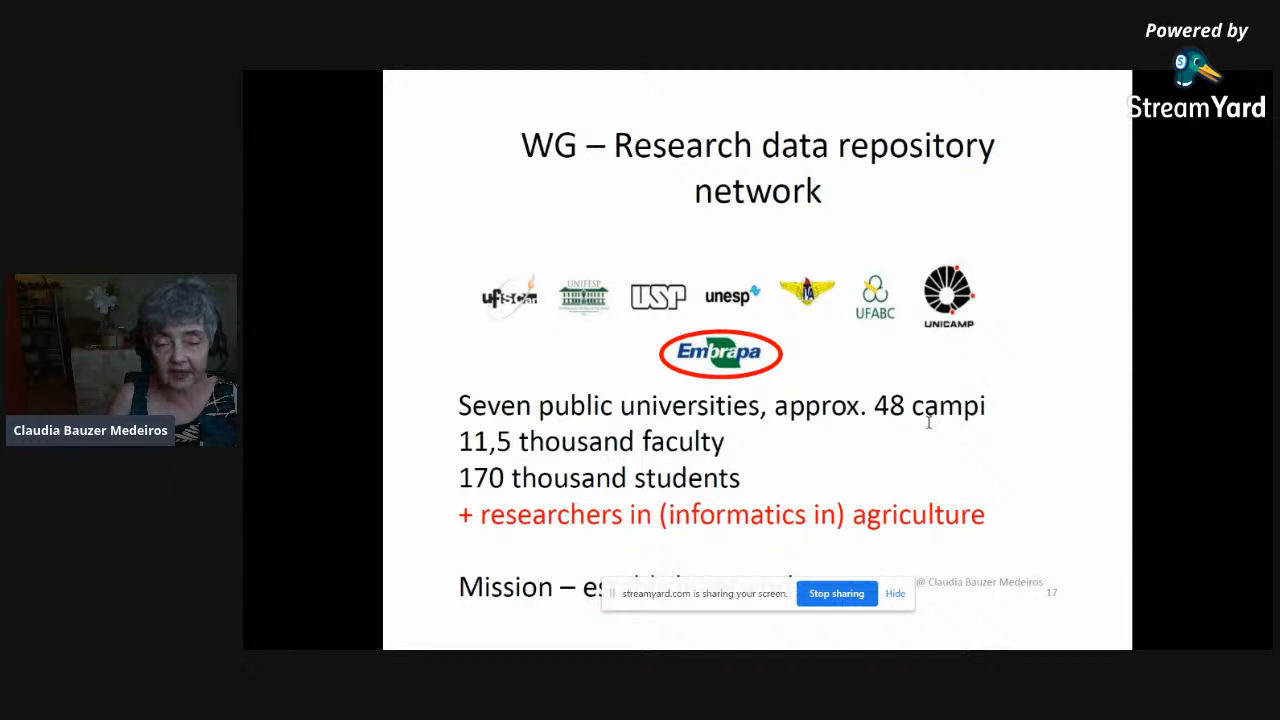 Powered by
StreamYard
WG – Research data repository
network
ufscar
UNIFESP
USP
unesp
ITA
UFABC
UNICAMP
Embrapa
Seven public universities, approx. 48 campi
11,5 thousand faculty
170 thousand students
+ researchers in (informatics in) agriculture
Mission –
streamyard.com is sharing your screen.
Stop sharing
Hide
@ Claudia Bauzer Medeiros
17
Claudia Bauzer Medeiros